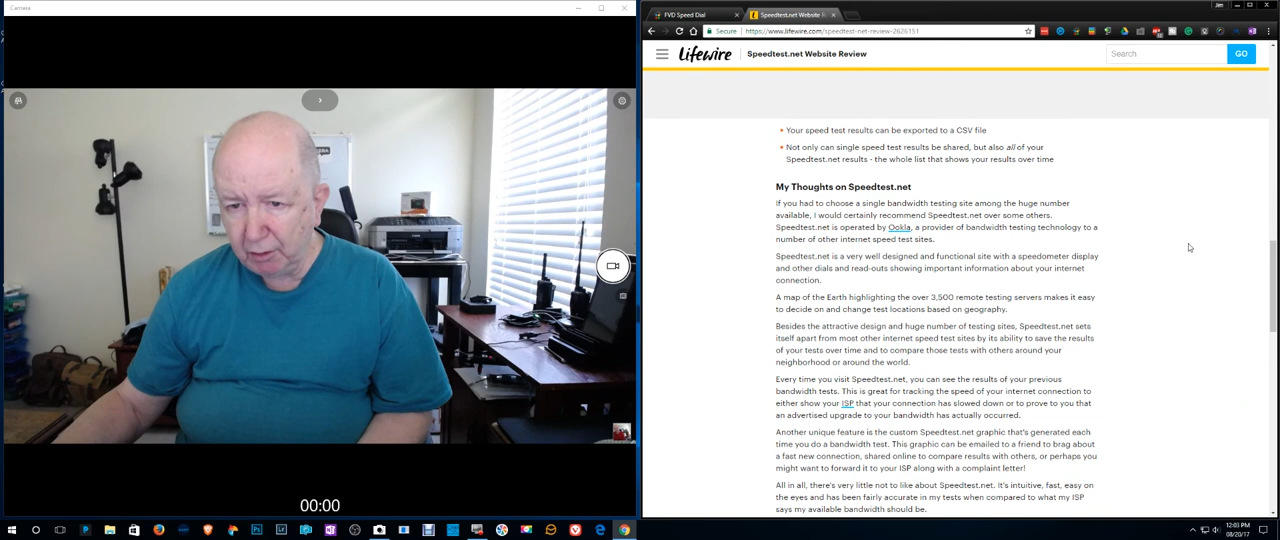 Camera
00:00
Jim
FVD Speed Dial
Speedtest.net Website R
Secure
https://www.lifewire.com/speedtest-net-review-2626151
Lifewire
Speedtest.net Website Review
Search
GO
Your speed test results can be exported to a CSV file
Not only can single speed test results be shared, but also all of your
Speedtest.net results - the whole list that shows your results over time
My Thoughts on Speedtest.net
If you had to choose a single bandwidth testing site among the huge number
available, I would certainly recommend Speedtest.net over some others.
Speedtest.net is operated by Ookla, a provider of bandwidth testing technology to a
number of other internet speed test sites.
Speedtest.net is a very well designed and functional site with a speedometer display
and other dials and read-outs showing important information about your internet
connection.
A map of the Earth highlighting the over 3,500 remote testing servers makes it easy
to decide on and change test locations based on geography.
Besides the attractive design and huge number of testing sites, Speedtest.net sets
itself apart from most other internet speed test sites by its ability to save the results
of your tests over time and to compare those tests with others around your
neighborhood or around the world.
Every time you visit Speedtest.net, you can see the results of your previous
bandwidth tests. This is great for tracking the speed of your internet connection to
either show your ISP that your connection has slowed down or to prove to you that
an advertised upgrade to your bandwidth has actually occurred.
Another unique feature is the custom Speedtest.net graphic that's generated each
time you do a bandwidth test. This graphic can be emailed to a friend to brag about
a fast new connection, shared online to compare results with others, or perhaps you
might want to forward it to your ISP along with a complaint letter!
All in all, there's very little not to like about Speedtest.net. It's intuitive, fast, easy on
the eyes and has been fairly accurate in my tests when compared to what my ISP
says my available bandwidth should be.
12:03 PM
08/20/17